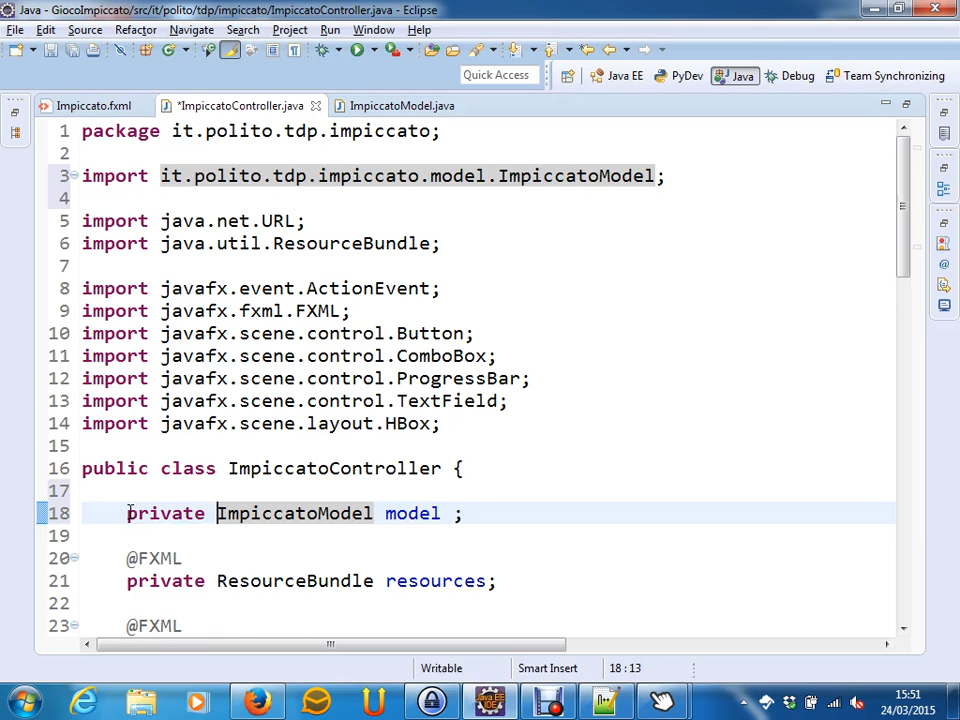 Java - GiocoImpiccato/src/it/polito/tdp/impiccato/ImpiccatoController.java - Eclipse
File Edit Source Refactor Navigate Search Project Run Window Help
Quick Access Java EE PyDev Java Debug Team Synchronizing
Impiccato.fxml *ImpiccatoController.java ImpiccatoModel.java
1 package it.polito.tdp.impiccato;
2
3 import it.polito.tdp.impiccato.model.ImpiccatoModel;
4
5 import java.net.URL;
6 import java.util.ResourceBundle;
7
8 import javafx.event.ActionEvent;
9 import javafx.fxml.FXML;
10 import javafx.scene.control.Button;
11 import javafx.scene.control.ComboBox;
12 import javafx.scene.control.ProgressBar;
13 import javafx.scene.control.TextField;
14 import javafx.scene.layout.HBox;
15
16 public class ImpiccatoController {
17
18 private ImpiccatoModel model ;
19
20 @FXML
21 private ResourceBundle resources;
22
23 @FXML
Writable Smart Insert 18 : 13
15:51
24/03/2015